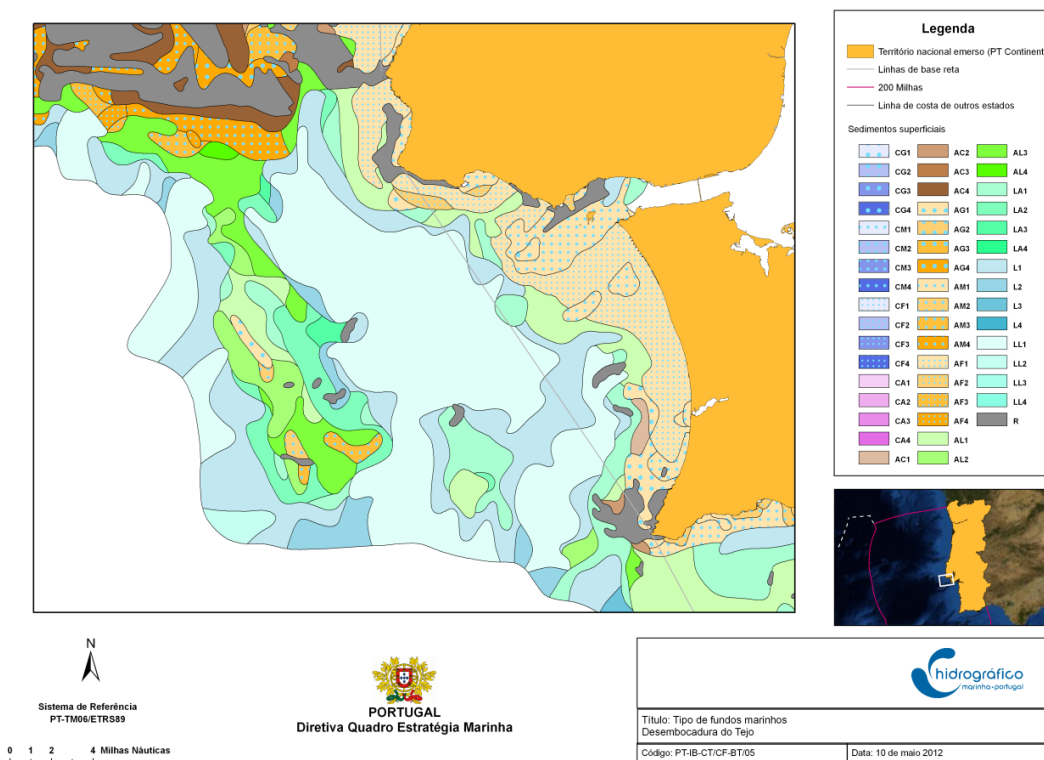 Legenda
Território nacional emerso (PT Continent
Linhas de base reta
200 Milhas
Linha de costa de outros estados
Sedimentos superficiais
CG1 AC2 AL3
CG2 AC3 AL4
CG3 AC4 LA1
CG4 AG1 LA2
CM1 AG2 LA3
CM2 AG3 LA4
CM3 AG4 L1
CM4 AM1 L2
CF1 AM2 L3
CF2 AM3 L4
CF3 AM4 LL1
CF4 AF1 LL2
CA1 AF2 LL3
CA2 AF3 LL4
CA3 AF4 R
CA4 AL1
AC1 AL2
N
Sistema de Referência
PT-TM06/ETRS89
0 1 2 4 Milhas Náuticas
PORTUGAL
Diretiva Quadro Estratégia Marinha
hidrográfico
marinha•portugal
Título: Tipo de fundos marinhos
Desembocadura do Tejo
Código: PT-IB-CT/CF-BT/05
Data: 10 de maio 2012